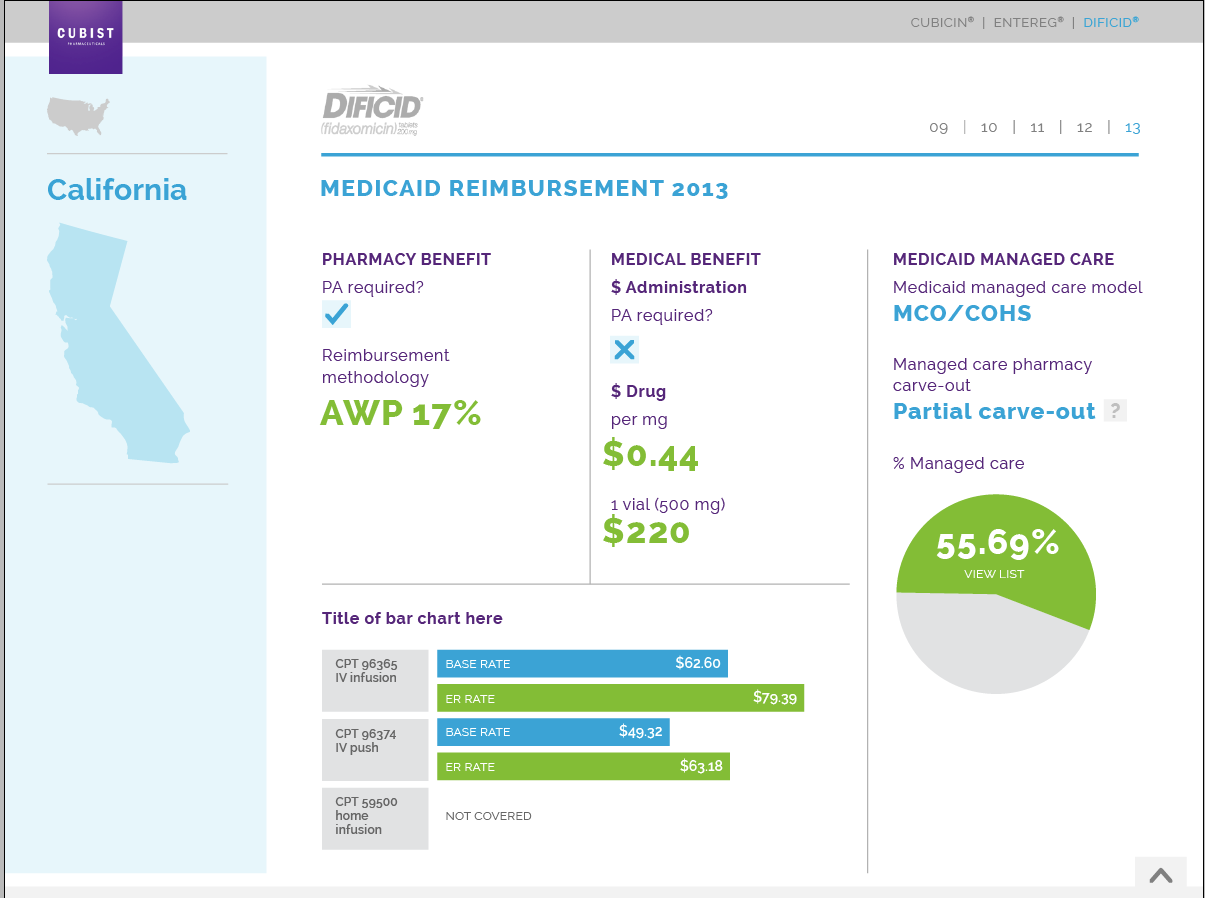 CUBIST
PHARMACEUTICALS
CUBICIN® | ENTEREG® | DIFICID®
DIFICID®
(fidaxomicin) tablets 200 mg
09 | 10 | 11 | 12 | 13
California
MEDICAID REIMBURSEMENT 2013
PHARMACY BENEFIT
PA required?
Reimbursement
methodology
AWP 17%
MEDICAL BENEFIT
$ Administration
PA required?
$ Drug
per mg
$0.44
1 vial (500 mg)
$220
MEDICAID MANAGED CARE
Medicaid managed care model
MCO/COHS
Managed care pharmacy
carve-out
Partial carve-out ?
% Managed care
55.69%
VIEW LIST
Title of bar chart here
CPT 96365
IV infusion
BASE RATE $62.60
ER RATE $79.39
CPT 96374
IV push
BASE RATE $49.32
ER RATE $63.18
CPT 59500
home
infusion
NOT COVERED